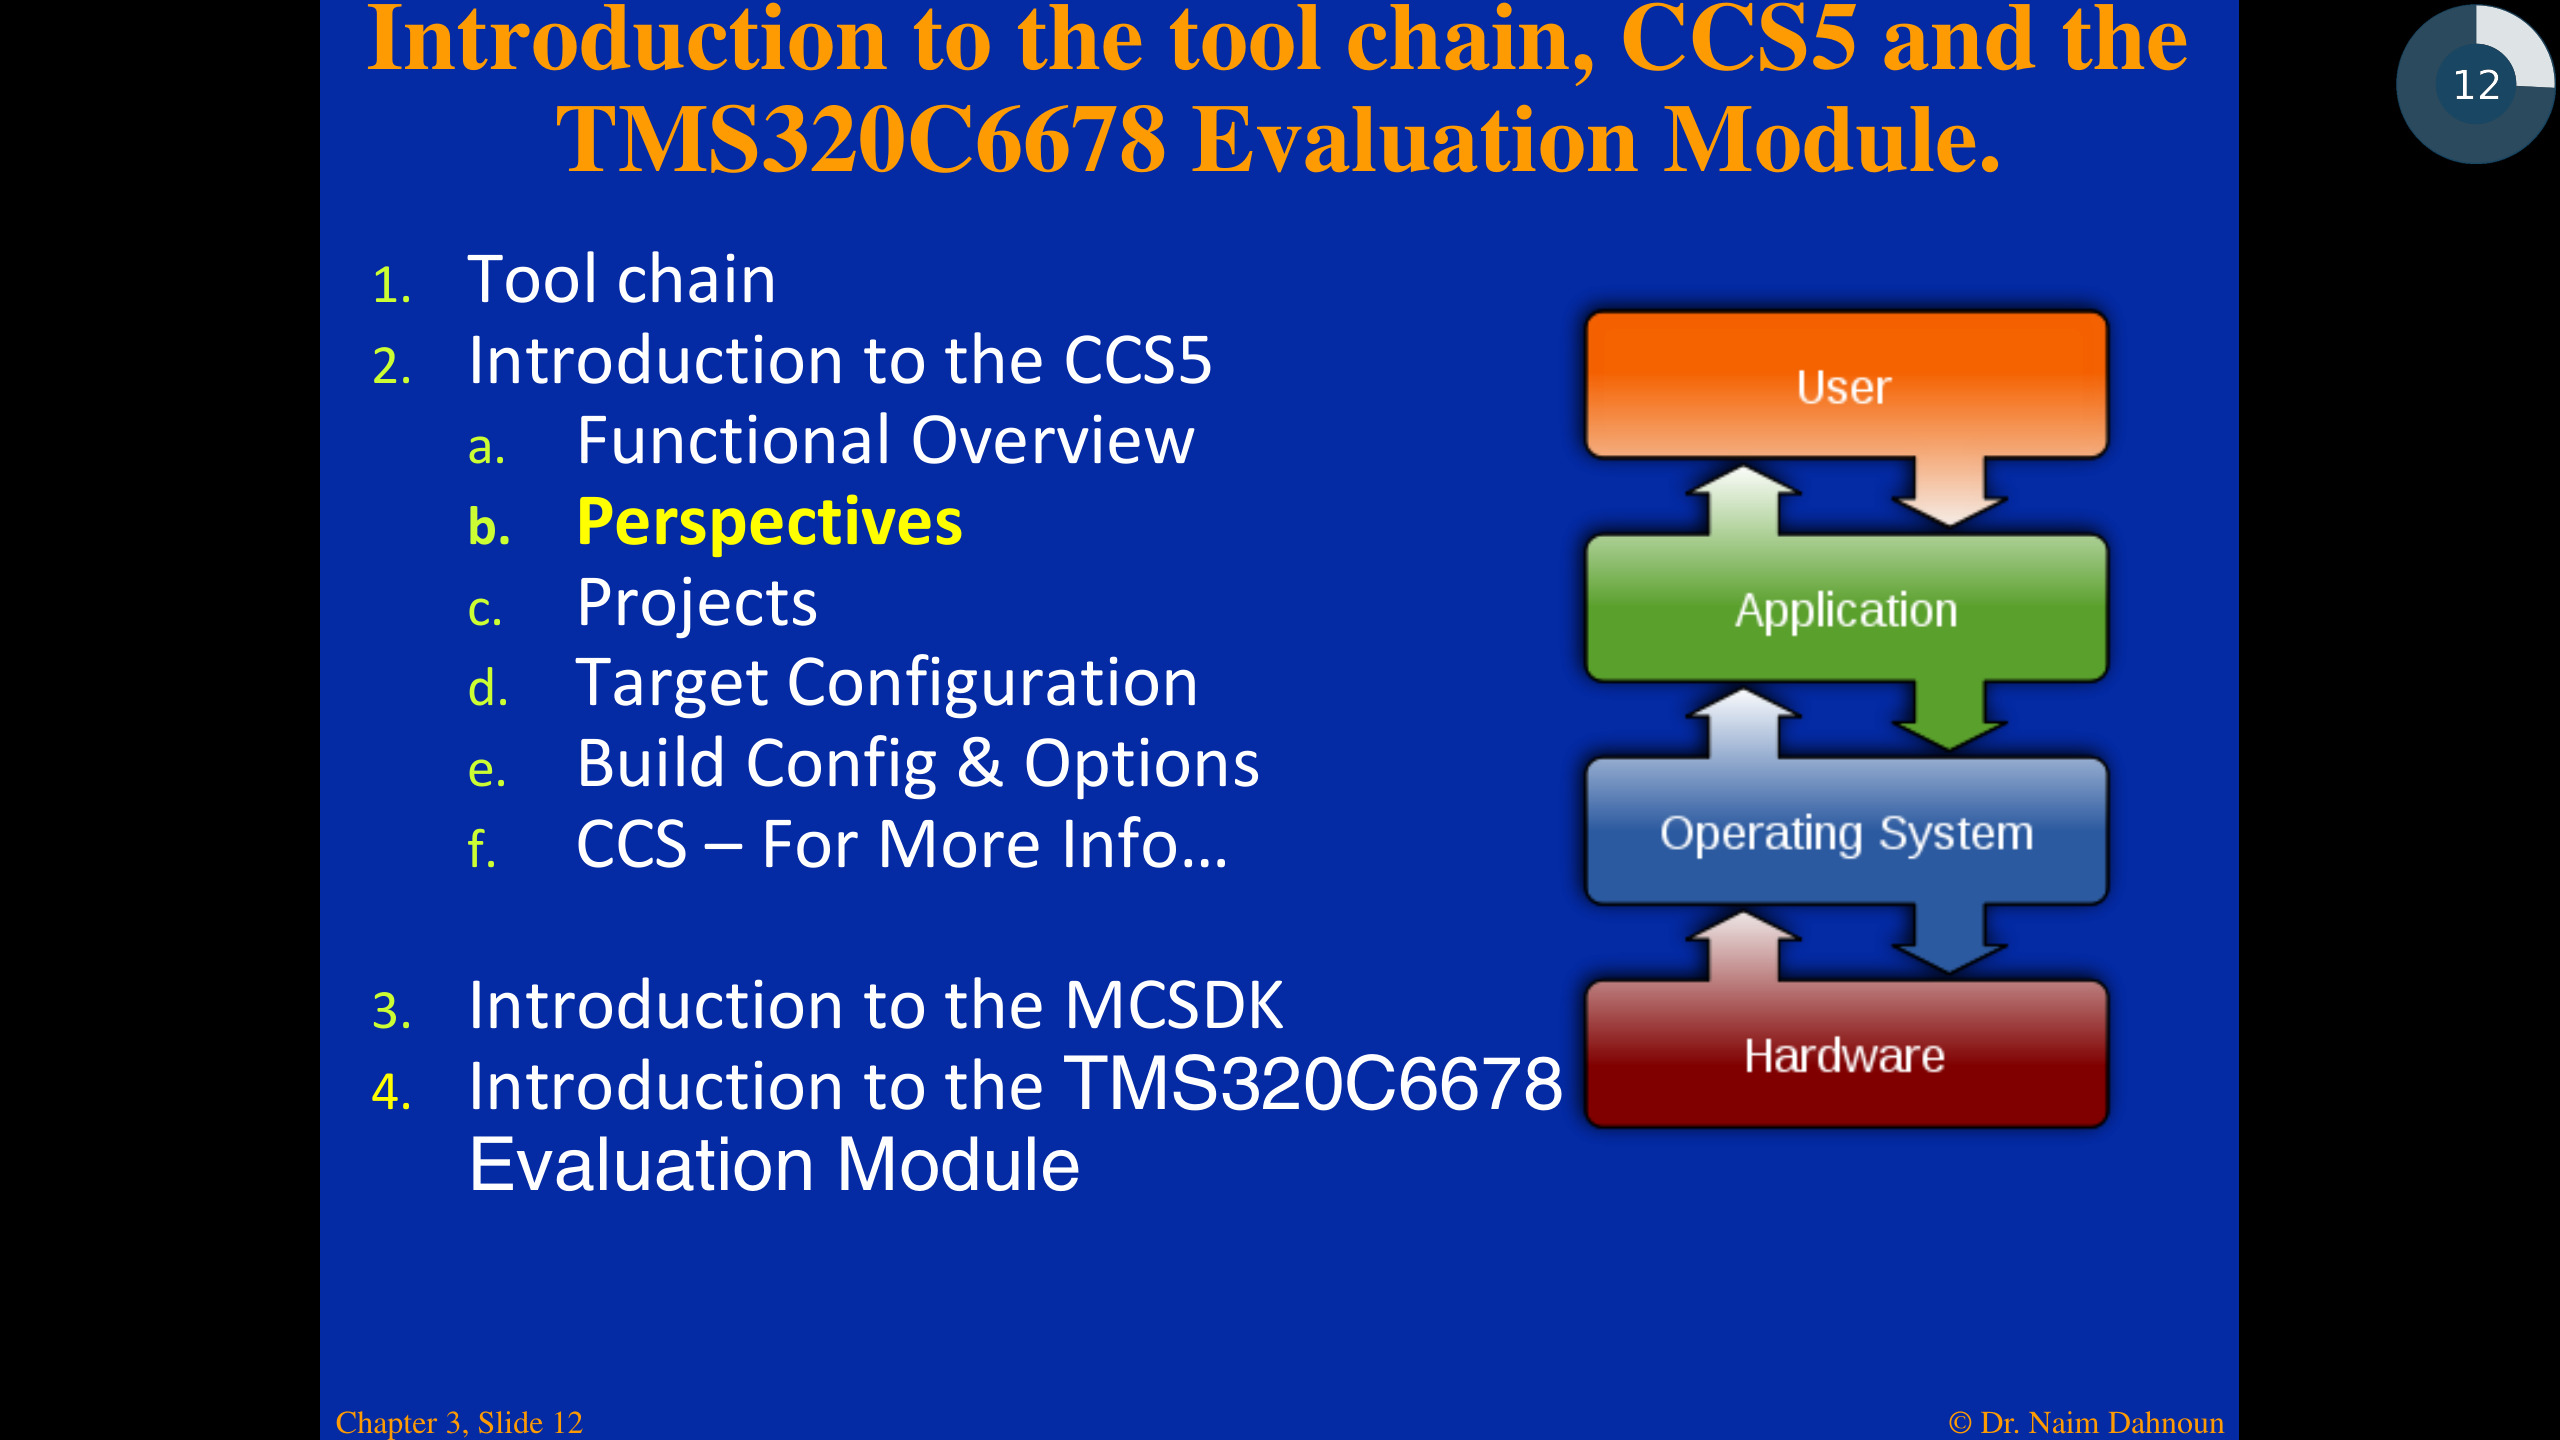 Introduction to the tool chain, CCS5 and the
TMS320C6678 Evaluation Module.
12
1. Tool chain
2. Introduction to the CCS5
a. Functional Overview
b. Perspectives
c. Projects
d. Target Configuration
e. Build Config & Options
f. CCS – For More Info...
3. Introduction to the MCSDK
4. Introduction to the TMS320C6678
Evaluation Module
User
Application
Operating System
Hardware
Chapter 3, Slide 12
© Dr. Naim Dahnoun